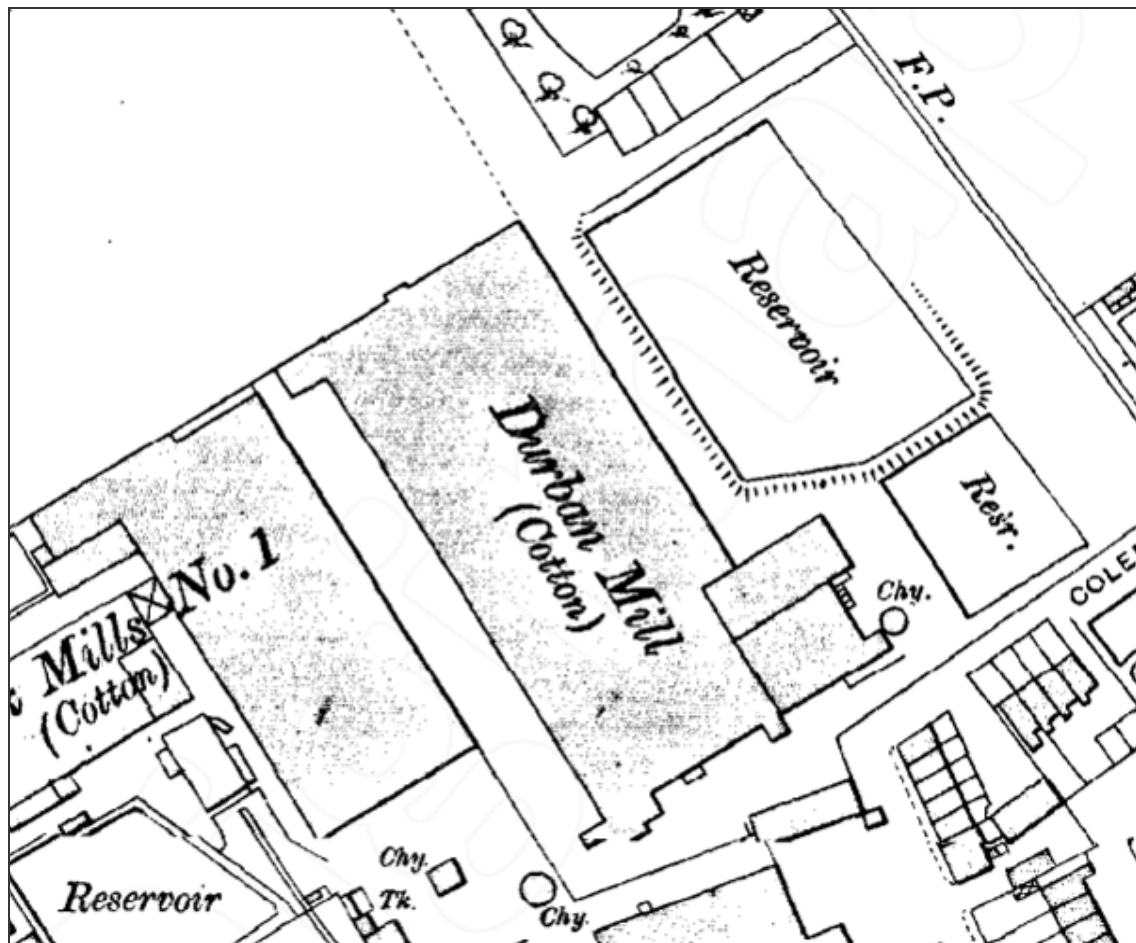 F.P.
Reservoir
Durban Mill
(Cotton)
Resr.
No. 1
Chy.
COLE
Mills
(Cotton)
Chy.
Reservoir
Tk.
Chy.